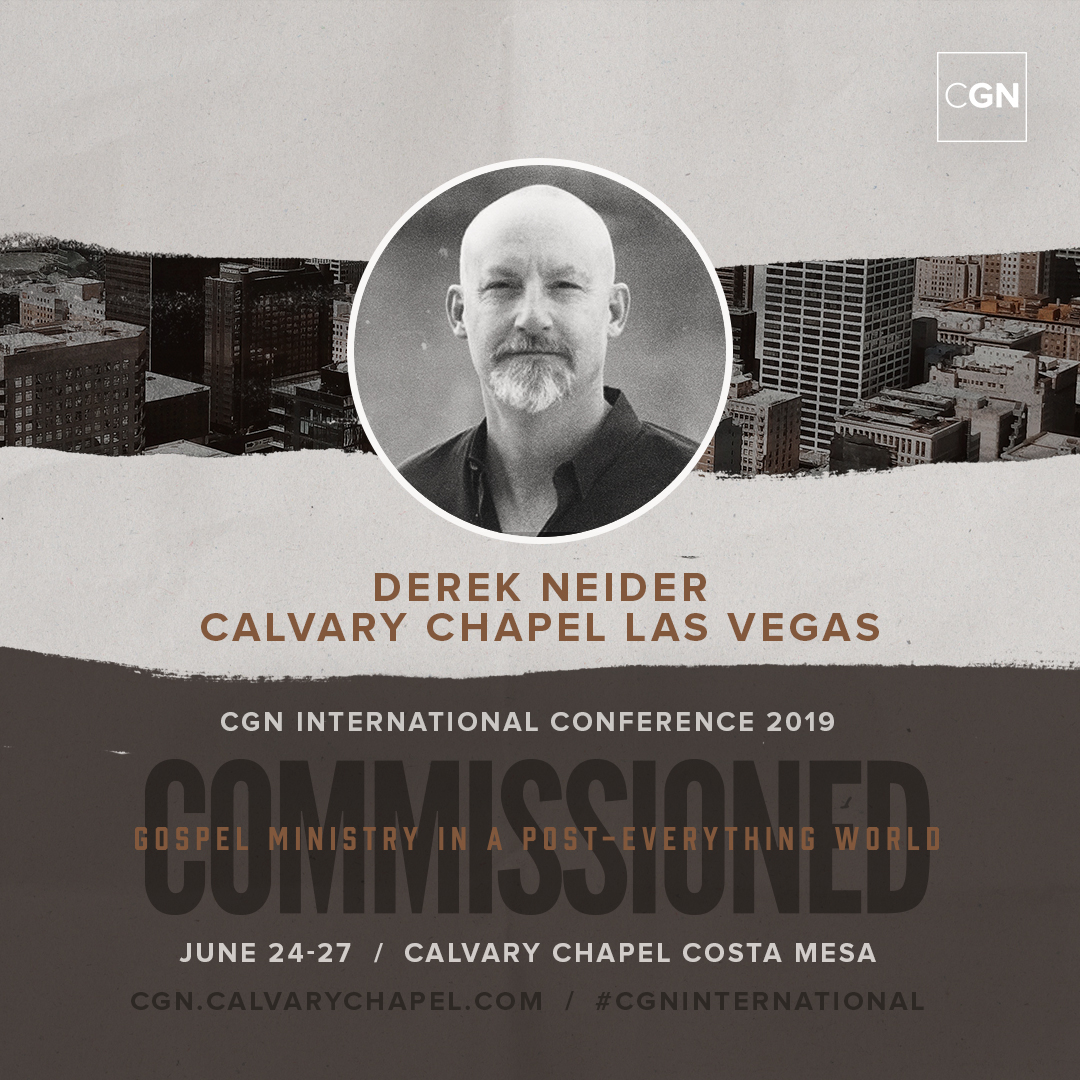 CGN
DEREK NEIDER
CALVARY CHAPEL LAS VEGAS
CGN INTERNATIONAL CONFERENCE 2019
COMMISSIONED
GOSPEL MINISTRY IN A POST-EVERYTHING WORLD
JUNE 24-27 / CALVARY CHAPEL COSTA MESA
CGN.CALVARYCHAPEL.COM / #CGNINTERNATIONAL